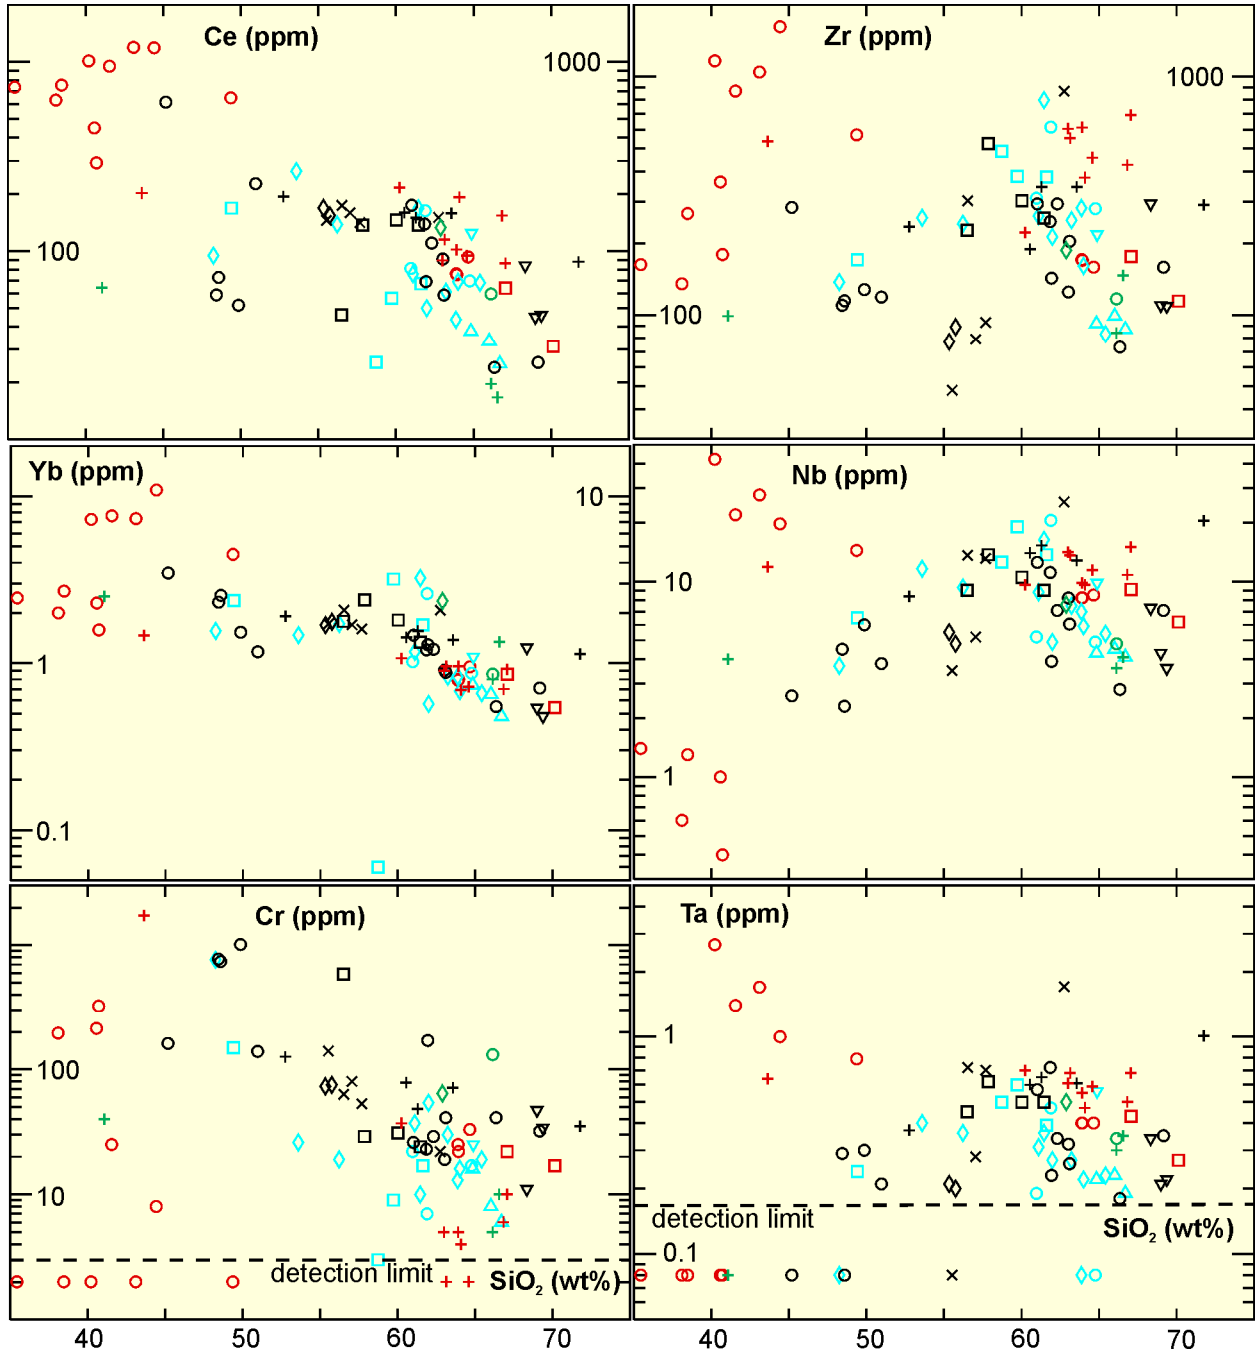 Ce (ppm)
1000
100
Zr (ppm)
1000
100
Yb (ppm)
10
1
0.1
Nb (ppm)
10
1
Cr (ppm)
100
10
detection limit
SiO₂ (wt%)
40 50 60 70
Ta (ppm)
1
detection limit
SiO₂ (wt%)
0.1
40 50 60 70